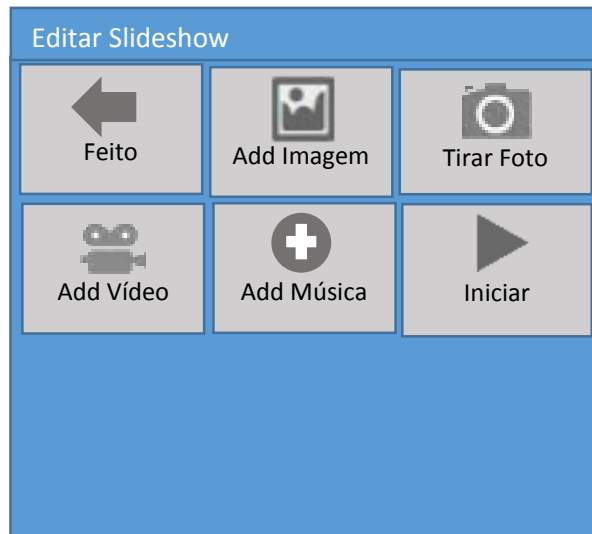 Editar Slideshow
Feito
Add Imagem
Tirar Foto
Add Vídeo
Add Música
Iniciar